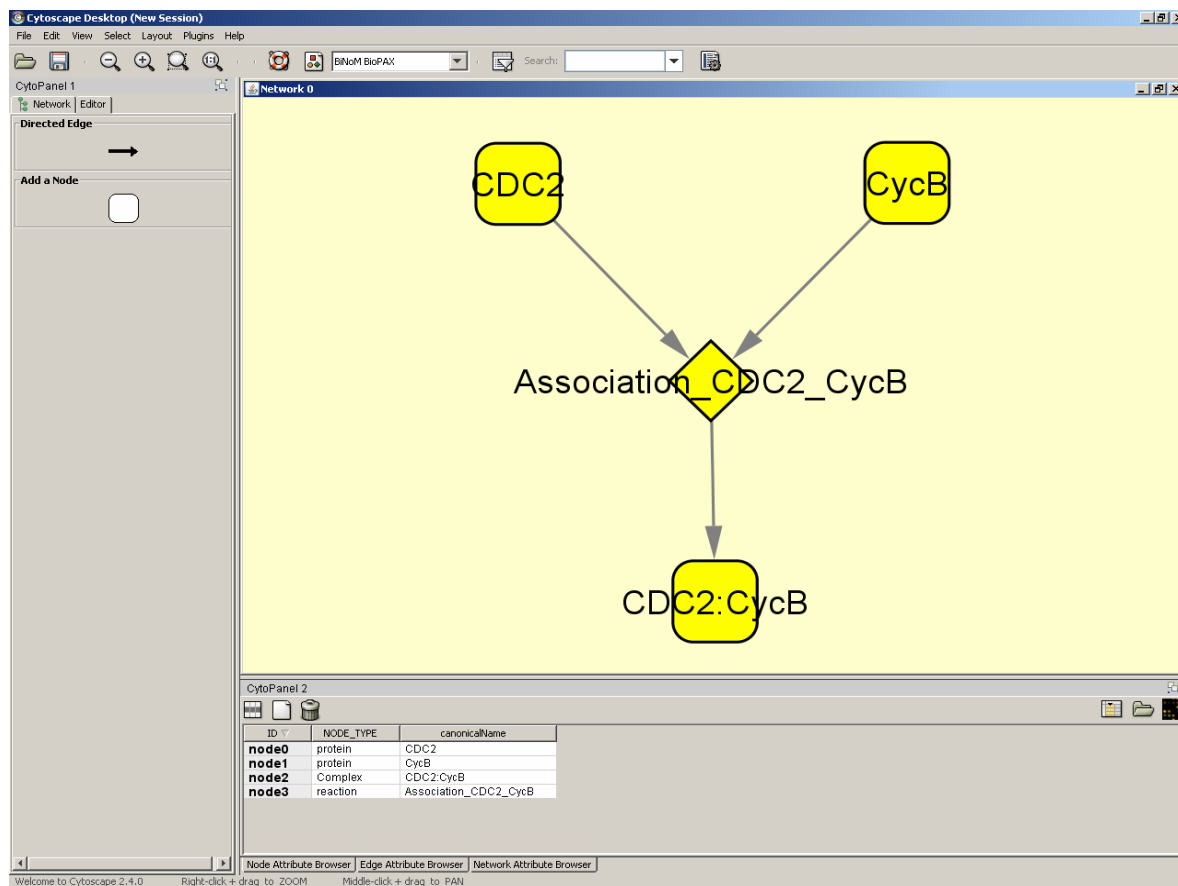 Cytoscape Desktop (New Session)
File Edit View Select Layout Plugins Help
BiNoM BioPAX Search:
CytoPanel 1
Network Editor
Directed Edge
Add a Node
Network 0
CDC2
CycB
Association_CDC2_CycB
CDC2:CycB
CytoPanel 2
ID NODE_TYPE canonicalName
node0 protein CDC2
node1 protein CycB
node2 Complex CDC2:CycB
node3 reaction Association_CDC2_CycB
Node Attribute Browser Edge Attribute Browser Network Attribute Browser
Welcome to Cytoscape 2.4.0 Right-click + drag to ZOOM Middle-click + drag to PAN